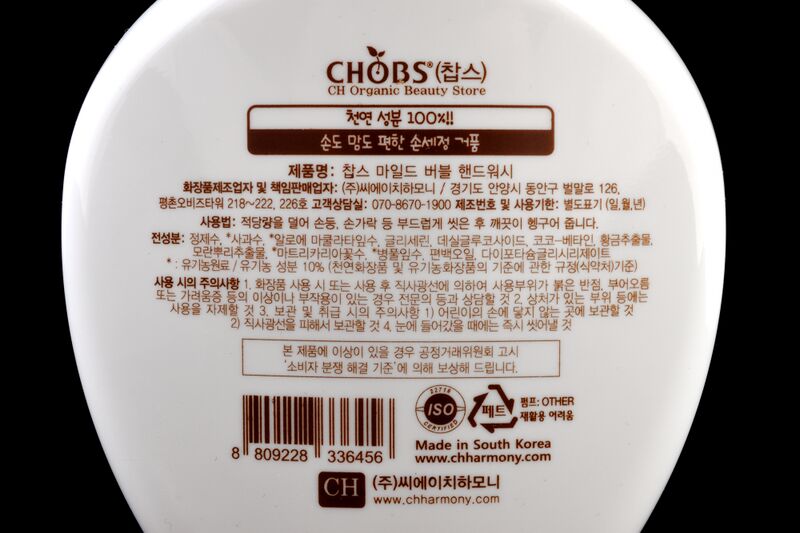 CHOBS®(찹스)
CH Organic Beauty Store
천연 성분 100%!!
손도 맘도 편한 손세정 거품
제품명: 찹스 마일드 버블 핸드워시
화장품제조업자 및 책임판매업자: (주)씨에이치하모니 / 경기도 안양시 동안구 벌말로 126,
평촌오비즈타워 218~222, 226호 고객상담실: 070-8670-1900 제조번호 및 사용기한: 별도표기 (일,월,년)
사용법: 적당량을 덜어 손등, 손가락 등 부드럽게 씻은 후 깨끗이 헹구어 줍니다.
전성분: 정제수, *사과수, *알로에 마쿨라타잎수, 글리세린, 데실글루코사이드, 코코-베타인, 황금추출물,
모란뿌리추출물, *마트리카리아꽃수, *병풀잎수, 편백오일, 다이포타슘글리시리제이트
* : 유기농원료 / 유기농 성분 10% (천연화장품 및 유기농화장품의 기준에 관한 규정(식약처)기준)
사용 시의 주의사항 1. 화장품 사용 시 또는 사용 후 직사광선에 의하여 사용부위가 붉은 반점, 부어오름
또는 가려움증 등의 이상이나 부작용이 있는 경우 전문의 등과 상담할 것 2. 상처가 있는 부위 등에는
사용을 자제할 것 3. 보관 및 취급 시의 주의사항 1) 어린이의 손에 닿지 않는 곳에 보관할 것
2) 직사광선을 피해서 보관할 것 4. 눈에 들어갔을 때에는 즉시 씻어낼 것
본 제품에 이상이 있을 경우 공정거래위원회 고시
'소비자 분쟁 해결 기준'에 의해 보상해 드립니다.
22716
ISO
CERTIFIED
페트
펌프: OTHER
재활용 어려움
8 809228 336456
Made in South Korea
www.chharmony.com
CH (주)씨에이치하모니
www.chharmony.com